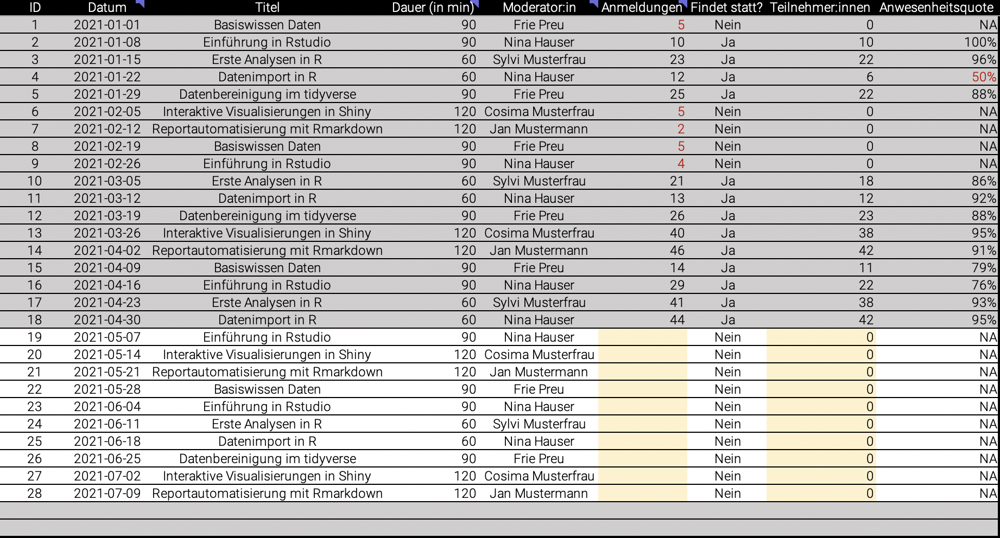 ID Datum Titel Dauer (in min) Moderator:in Anmeldungen Findet statt? Teilnehmer:innen Anwesenheitsquote
1 2021-01-01 Basiswissen Daten 90 Frie Preu 5 Nein 0 NA
2 2021-01-08 Einführung in Rstudio 90 Nina Hauser 10 Ja 10 100%
3 2021-01-15 Erste Analysen in R 60 Sylvi Musterfrau 23 Ja 22 96%
4 2021-01-22 Datenimport in R 60 Nina Hauser 12 Ja 6 50%
5 2021-01-29 Datenbereinigung im tidyverse 90 Frie Preu 25 Ja 22 88%
6 2021-02-05 Interaktive Visualisierungen in Shiny 120 Cosima Musterfrau 5 Nein 0 NA
7 2021-02-12 Reportautomatisierung mit Rmarkdown 120 Jan Mustermann 2 Nein 0 NA
8 2021-02-19 Basiswissen Daten 90 Frie Preu 5 Nein 0 NA
9 2021-02-26 Einführung in Rstudio 90 Nina Hauser 4 Nein 0 NA
10 2021-03-05 Erste Analysen in R 60 Sylvi Musterfrau 21 Ja 18 86%
11 2021-03-12 Datenimport in R 60 Nina Hauser 13 Ja 12 92%
12 2021-03-19 Datenbereinigung im tidyverse 90 Frie Preu 26 Ja 23 88%
13 2021-03-26 Interaktive Visualisierungen in Shiny 120 Cosima Musterfrau 40 Ja 38 95%
14 2021-04-02 Reportautomatisierung mit Rmarkdown 120 Jan Mustermann 46 Ja 42 91%
15 2021-04-09 Basiswissen Daten 90 Frie Preu 14 Ja 11 79%
16 2021-04-16 Einführung in Rstudio 90 Nina Hauser 29 Ja 22 76%
17 2021-04-23 Erste Analysen in R 60 Sylvi Musterfrau 41 Ja 38 93%
18 2021-04-30 Datenimport in R 60 Nina Hauser 44 Ja 42 95%
19 2021-05-07 Einführung in Rstudio 90 Nina Hauser Nein 0 NA
20 2021-05-14 Interaktive Visualisierungen in Shiny 120 Cosima Musterfrau Nein 0 NA
21 2021-05-21 Reportautomatisierung mit Rmarkdown 120 Jan Mustermann Nein 0 NA
22 2021-05-28 Basiswissen Daten 90 Frie Preu Nein 0 NA
23 2021-06-04 Einführung in Rstudio 90 Nina Hauser Nein 0 NA
24 2021-06-11 Erste Analysen in R 60 Sylvi Musterfrau Nein 0 NA
25 2021-06-18 Datenimport in R 60 Nina Hauser Nein 0 NA
26 2021-06-25 Datenbereinigung im tidyverse 90 Frie Preu Nein 0 NA
27 2021-07-02 Interaktive Visualisierungen in Shiny 120 Cosima Musterfrau Nein 0 NA
28 2021-07-09 Reportautomatisierung mit Rmarkdown 120 Jan Mustermann Nein 0 NA